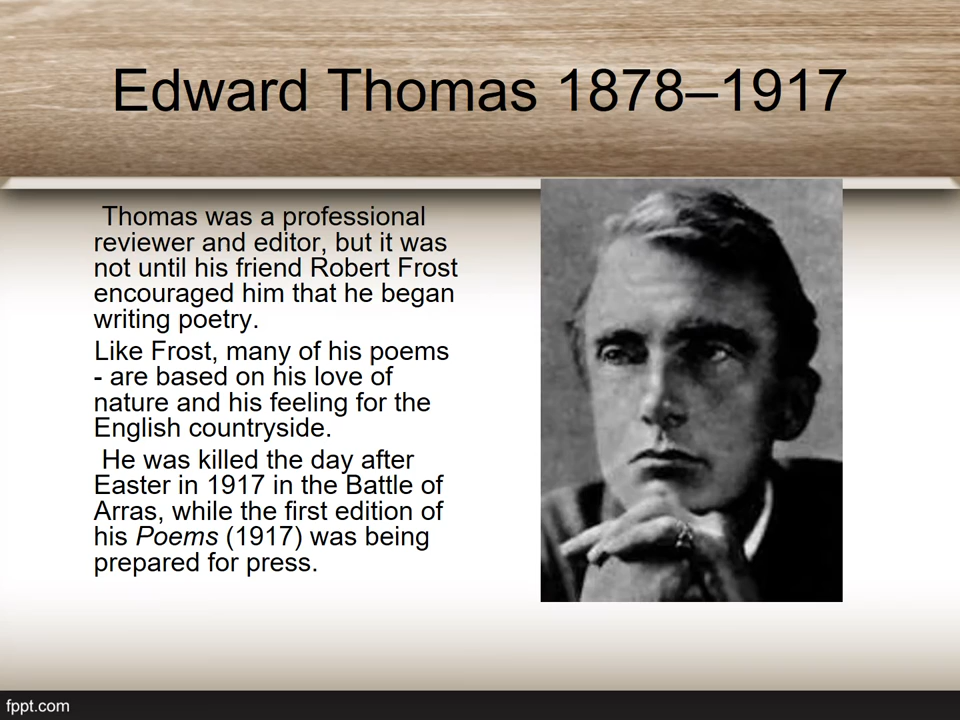 Edward Thomas 1878–1917
Thomas was a professional
reviewer and editor, but it was
not until his friend Robert Frost
encouraged him that he began
writing poetry.
Like Frost, many of his poems
- are based on his love of
nature and his feeling for the
English countryside.
He was killed the day after
Easter in 1917 in the Battle of
Arras, while the first edition of
his Poems (1917) was being
prepared for press.
fppt.com